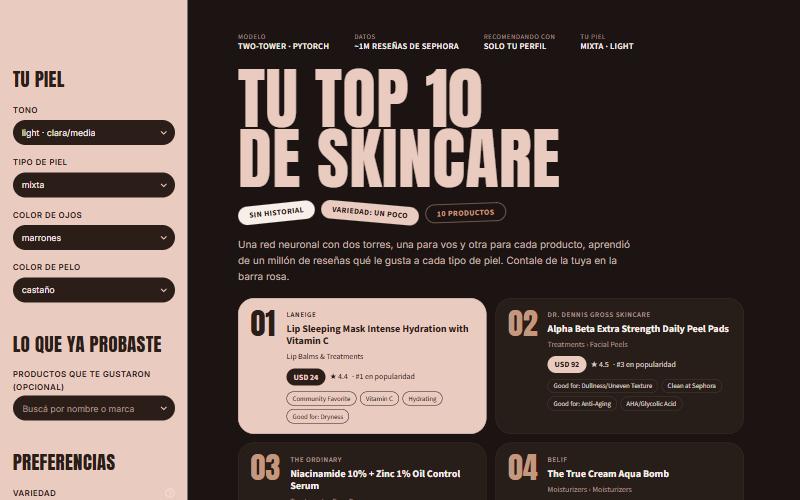 TU PIEL
TONO
light · clara/media
TIPO DE PIEL
mixta
COLOR DE OJOS
marrones
COLOR DE PELO
castaño
LO QUE YA PROBASTE
PRODUCTOS QUE TE GUSTARON
(OPCIONAL)
Buscá por nombre o marca
PREFERENCIAS
VARIEDAD
MODELO
TWO-TOWER · PYTORCH
DATOS
~1M RESEÑAS DE SEPHORA
RECOMENDANDO CON
SOLO TU PERFIL
TU PIEL
MIXTA · LIGHT
TU TOP 10
DE SKINCARE
SIN HISTORIAL
VARIEDAD: UN POCO
10 PRODUCTOS
Una red neuronal con dos torres, una para vos y otra para cada producto, aprendió
de un millón de reseñas qué le gusta a cada tipo de piel. Contale de la tuya en la
barra rosa.
01
LANEIGE
Lip Sleeping Mask Intense Hydration with
Vitamin C
Lip Balms & Treatments
USD 24 ★ 4.4 · #1 en popularidad
Community Favorite
Vitamin C
Hydrating
Good for: Dryness
02
DR. DENNIS GROSS SKINCARE
Alpha Beta Extra Strength Daily Peel Pads
Treatments › Facial Peels
USD 92 ★ 4.5 · #3 en popularidad
Good for: Dullness/Uneven Texture
Clean at Sephora
Good for: Anti-Aging
AHA/Glycolic Acid
03
THE ORDINARY
Niacinamide 10% + Zinc 1% Oil Control
Serum
04
BELIF
The True Cream Aqua Bomb
Moisturizers › Moisturizers